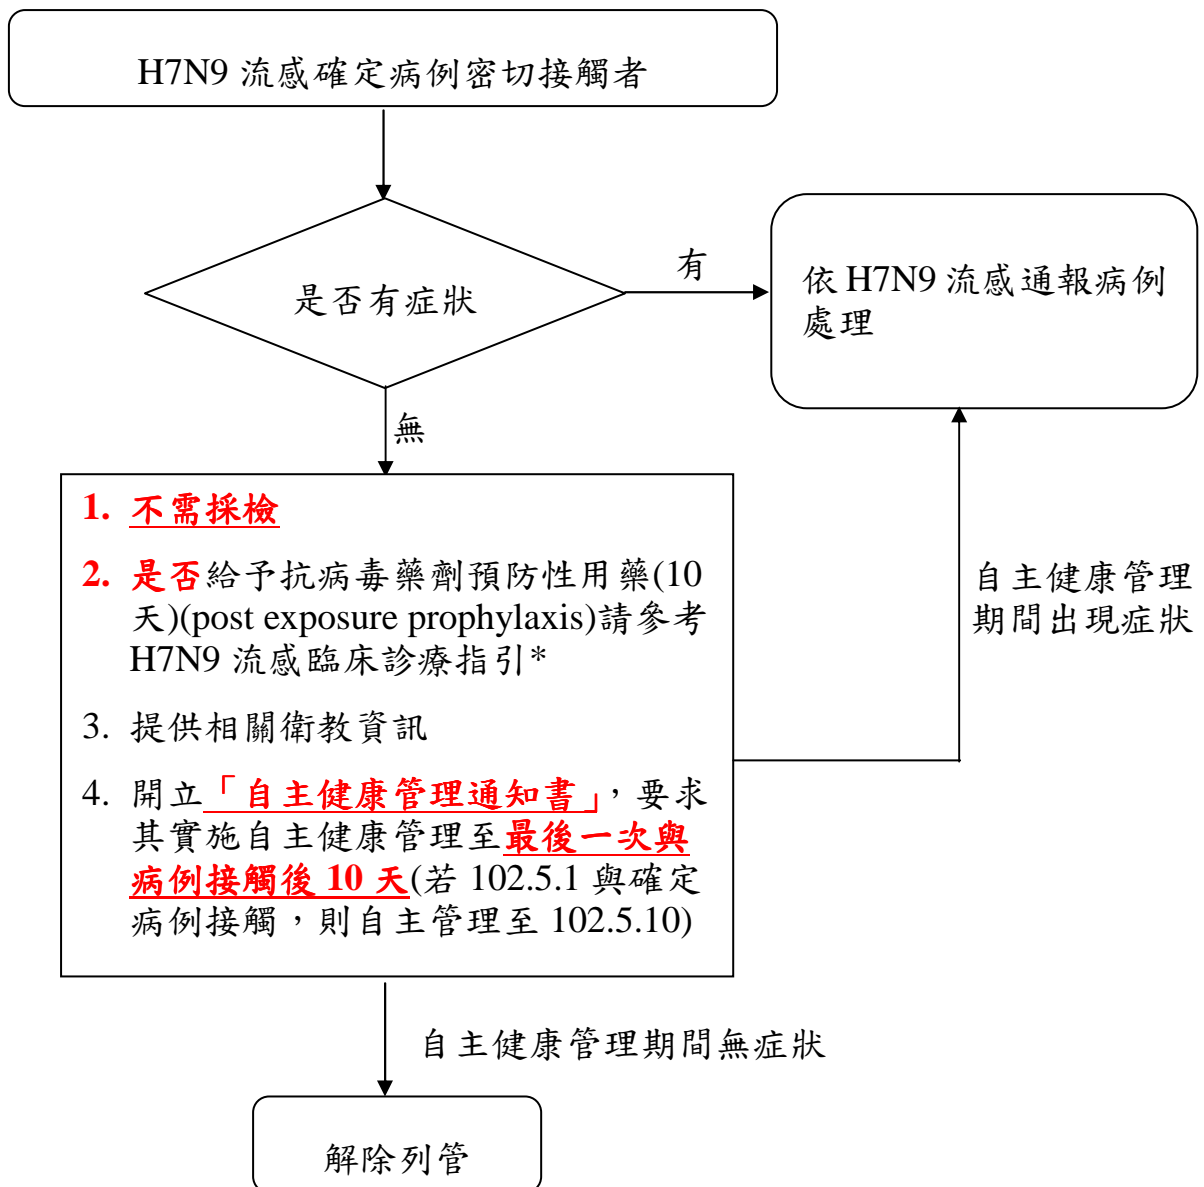 H7N9 流感確定病例密切接觸者
是否有症狀
有
依 H7N9 流感通報病例
處理
無
1. 不需採檢
2. 是否給予抗病毒藥劑預防性用藥(10
天)(post exposure prophylaxis)請參考
H7N9 流感臨床診療指引*
3. 提供相關衛教資訊
4. 開立「自主健康管理通知書」，要求
其實施自主健康管理至最後一次與
病例接觸後 10 天(若 102.5.1 與確定
病例接觸，則自主管理至 102.5.10)
自主健康管理
期間出現症狀
自主健康管理期間無症狀
解除列管